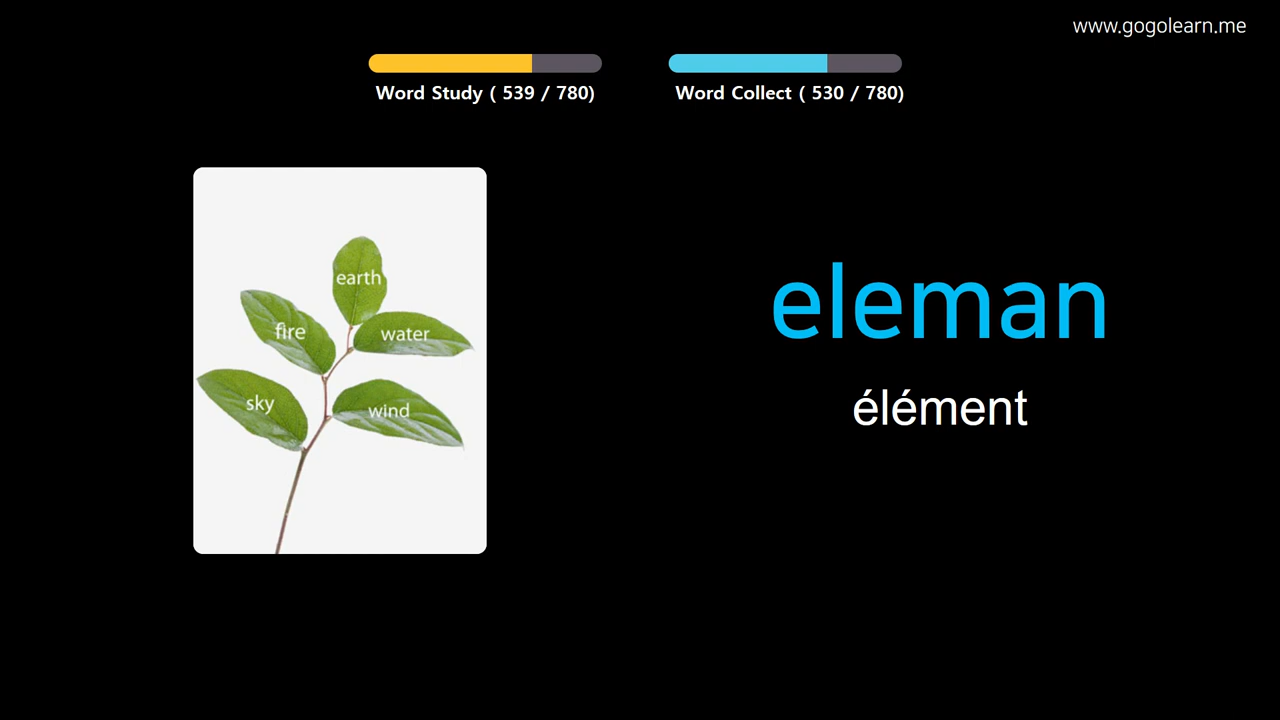 www.gogolearn.me
Word Study ( 539 / 780)
Word Collect ( 530 / 780)
earth
fire
water
sky
wind
eleman
élément